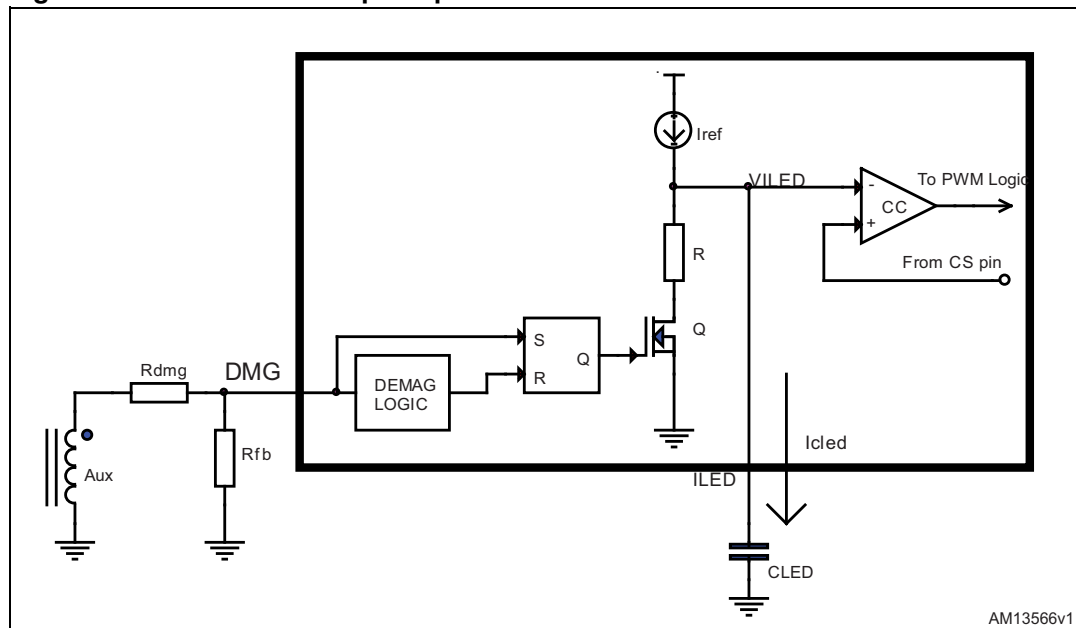 Iref
VILED
To PWM Logic
-
CC
+
From CS pin
R
Q
S
Q
R
DEMAG
LOGIC
Rdmg
DMG
Rfb
Aux
Icled
ILED
CLED
AM13566v1